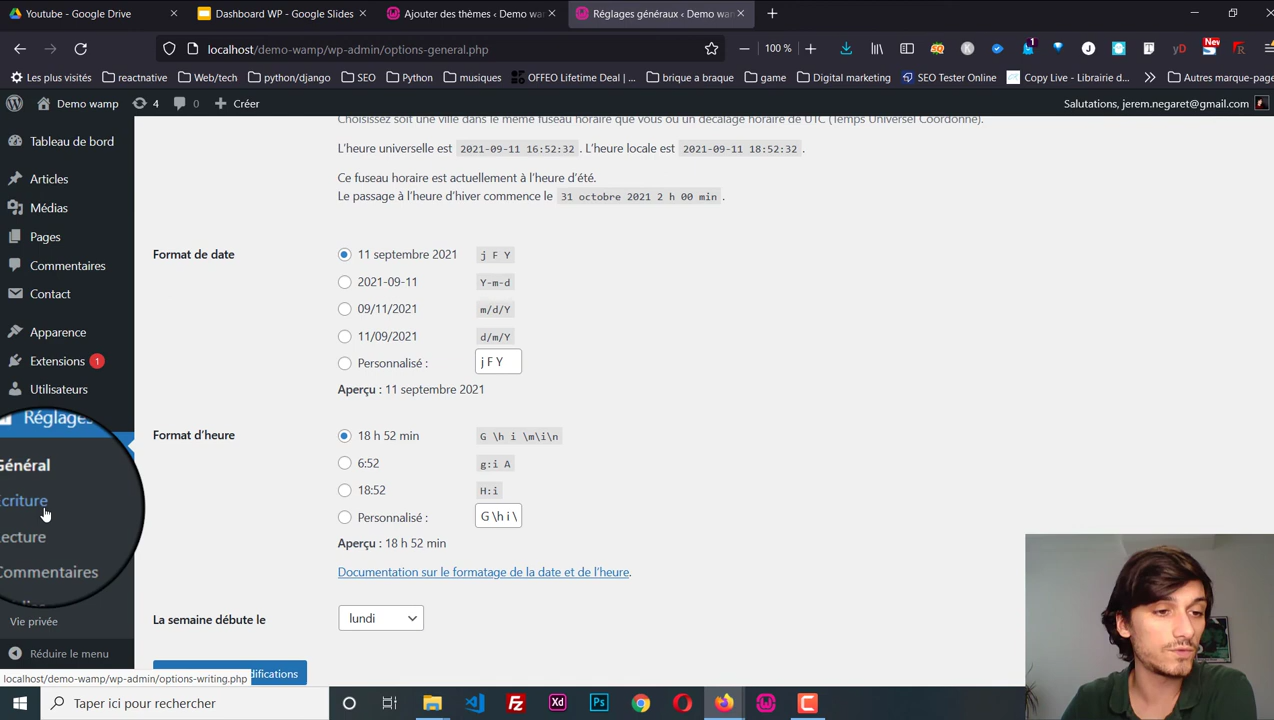 Youtube - Google Drive
Dashboard WP - Google Slides
Ajouter des thèmes ‹ Demo wa
Réglages généraux ‹ Demo wam
localhost/demo-wamp/wp-admin/options-general.php
100 %
1
New
Les plus visités
reactnative
Web/tech
python/django
SEO
Python
musiques
OFFEO Lifetime Deal | ...
brique a braque
game
Digital marketing
SEO Tester Online
Copy Live - Librairie d...
Autres marque-pag
Demo wamp
4
0
Créer
Salutations, jerem.negaret@gmail.com
Tableau de bord
Articles
Médias
Pages
Commentaires
Contact
Apparence
Extensions 1
Utilisateurs
Réglages
Général
Écriture
Lecture
Commentaires
Vie privée
Réduire le menu
Choisissez soit une ville dans le même fuseau horaire que vous ou un décalage horaire de UTC (Temps Universel Coordonné).
L'heure universelle est 2021-09-11 16:52:32 . L'heure locale est 2021-09-11 18:52:32 .
Ce fuseau horaire est actuellement à l'heure d'été.
Le passage à l'heure d'hiver commence le 31 octobre 2021 2 h 00 min .
Format de date
11 septembre 2021 j F Y
2021-09-11 Y-m-d
09/11/2021 m/d/Y
11/09/2021 d/m/Y
Personnalisé : j F Y
Aperçu : 11 septembre 2021
Format d'heure
18 h 52 min G \h i \m\i\n
6:52 g:i A
18:52 H:i
Personnalisé : G \h i \
Aperçu : 18 h 52 min
Documentation sur le formatage de la date et de l'heure.
La semaine débute le
lundi
difications
localhost/demo-wamp/wp-admin/options-writing.php
Taper ici pour rechercher